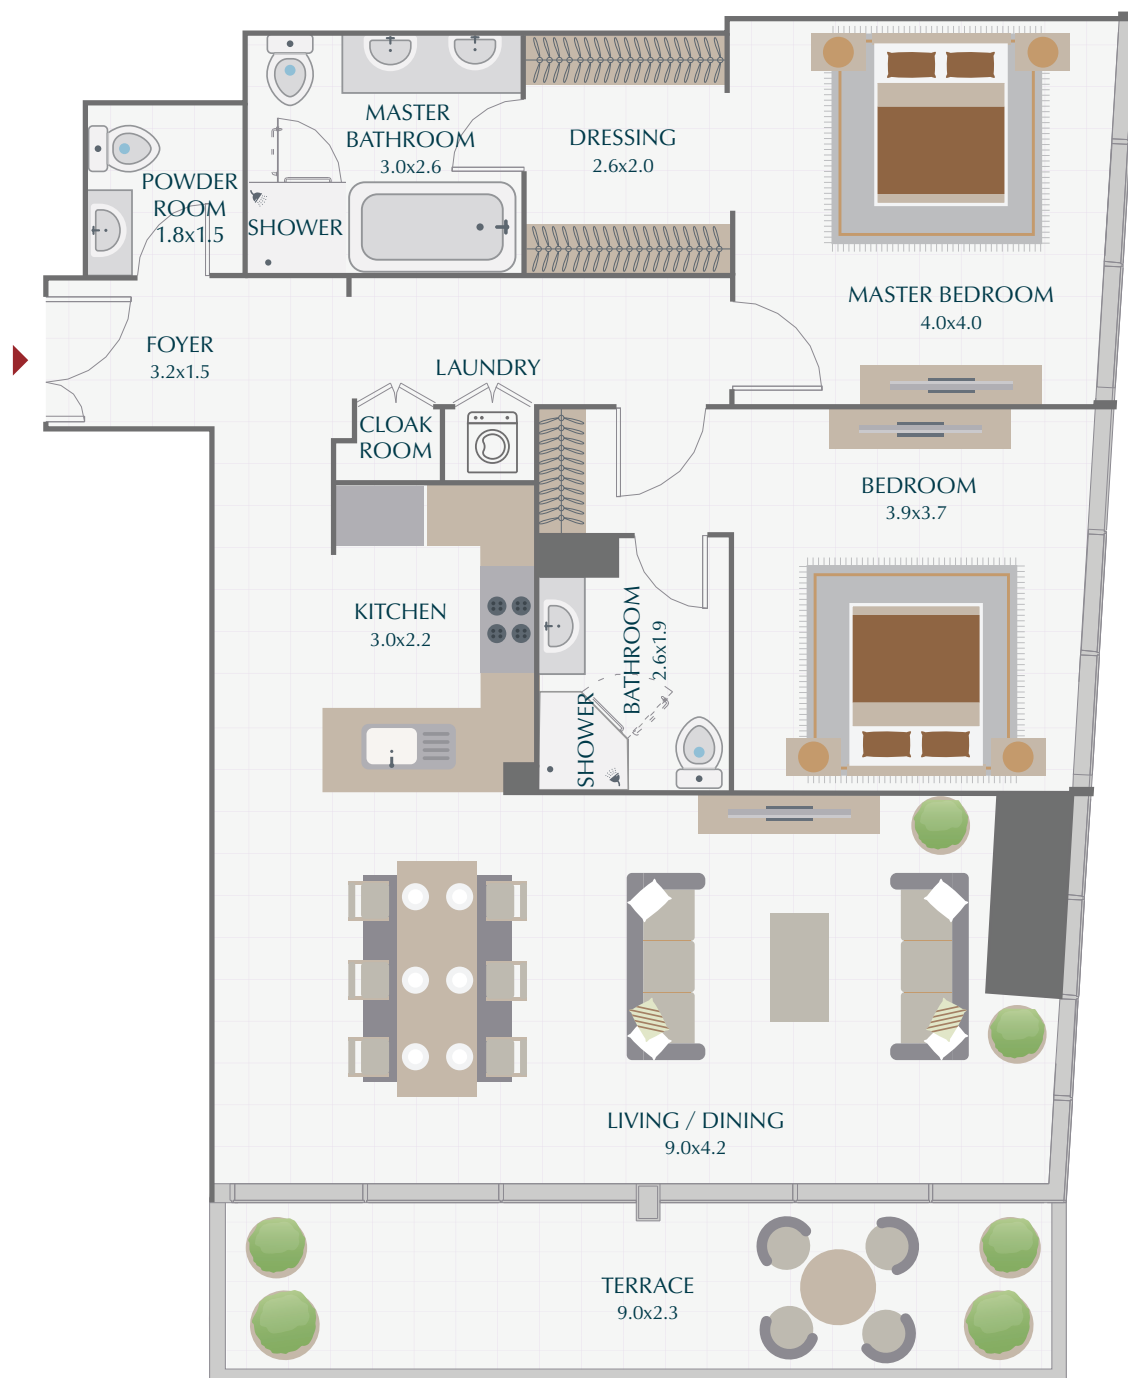 MASTER
BATHROOM
3.0x2.6
DRESSING
2.6x2.0
POWDER
ROOM
1.8x1.5
SHOWER
MASTER BEDROOM
4.0x4.0
FOYER
3.2x1.5
LAUNDRY
CLOAK
ROOM
BEDROOM
3.9x3.7
KITCHEN
3.0x2.2
BATHROOM
2.6x1.9
SHOWER
LIVING / DINING
9.0x4.2
TERRACE
9.0x2.3